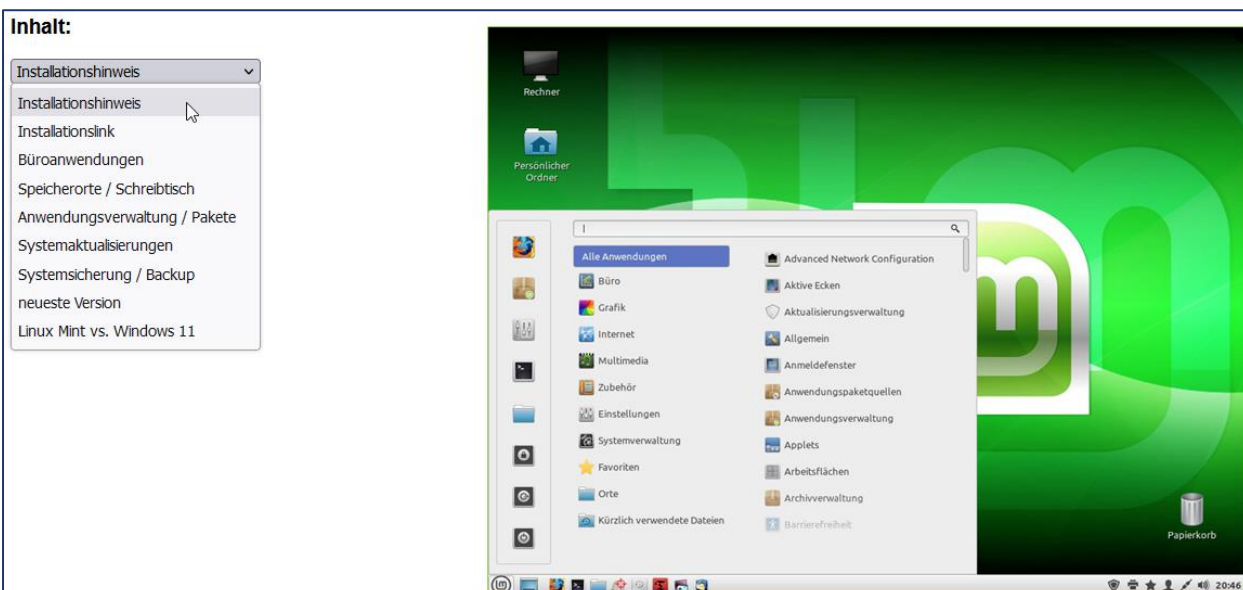 Inhalt:
Installationshinweis
Installationshinweis
Installationslink
Büroanwendungen
Speicherorte / Schreibtisch
Anwendungsverwaltung / Pakete
Systemaktualisierungen
Systemsicherung / Backup
neueste Version
Linux Mint vs. Windows 11
Rechner
Persönlicher
Ordner
Alle Anwendungen
Büro
Grafik
Internet
Multimedia
Zubehör
Einstellungen
Systemverwaltung
Favoriten
Orte
Kürzlich verwendete Dateien
Advanced Network Configuration
Aktive Ecken
Aktualisierungsverwaltung
Allgemein
Anmeldefenster
Anwendungspaketquellen
Anwendungsverwaltung
Applets
Arbeitsflächen
Archivverwaltung
Barrierefreiheit
Papierkorb
20:46